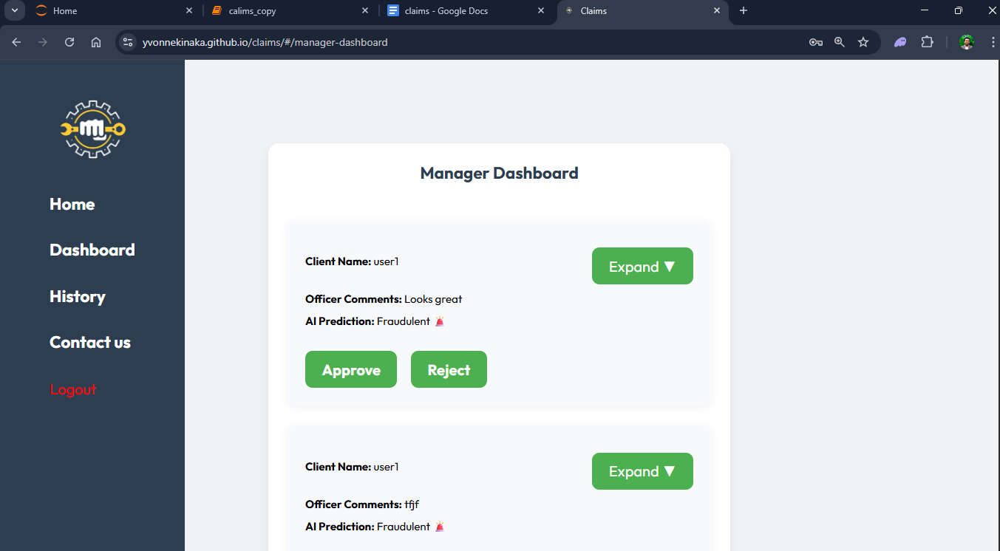 Home
calims_copy
claims - Google Docs
Claims
yvonnekinaka.github.io/claims/#/manager-dashboard
Home
Dashboard
History
Contact us
Logout
Manager Dashboard
Client Name: user1
Expand ▼
Officer Comments: Looks great
AI Prediction: Fraudulent 🚨
Approve
Reject
Client Name: user1
Expand ▼
Officer Comments: tfjf
AI Prediction: Fraudulent 🚨